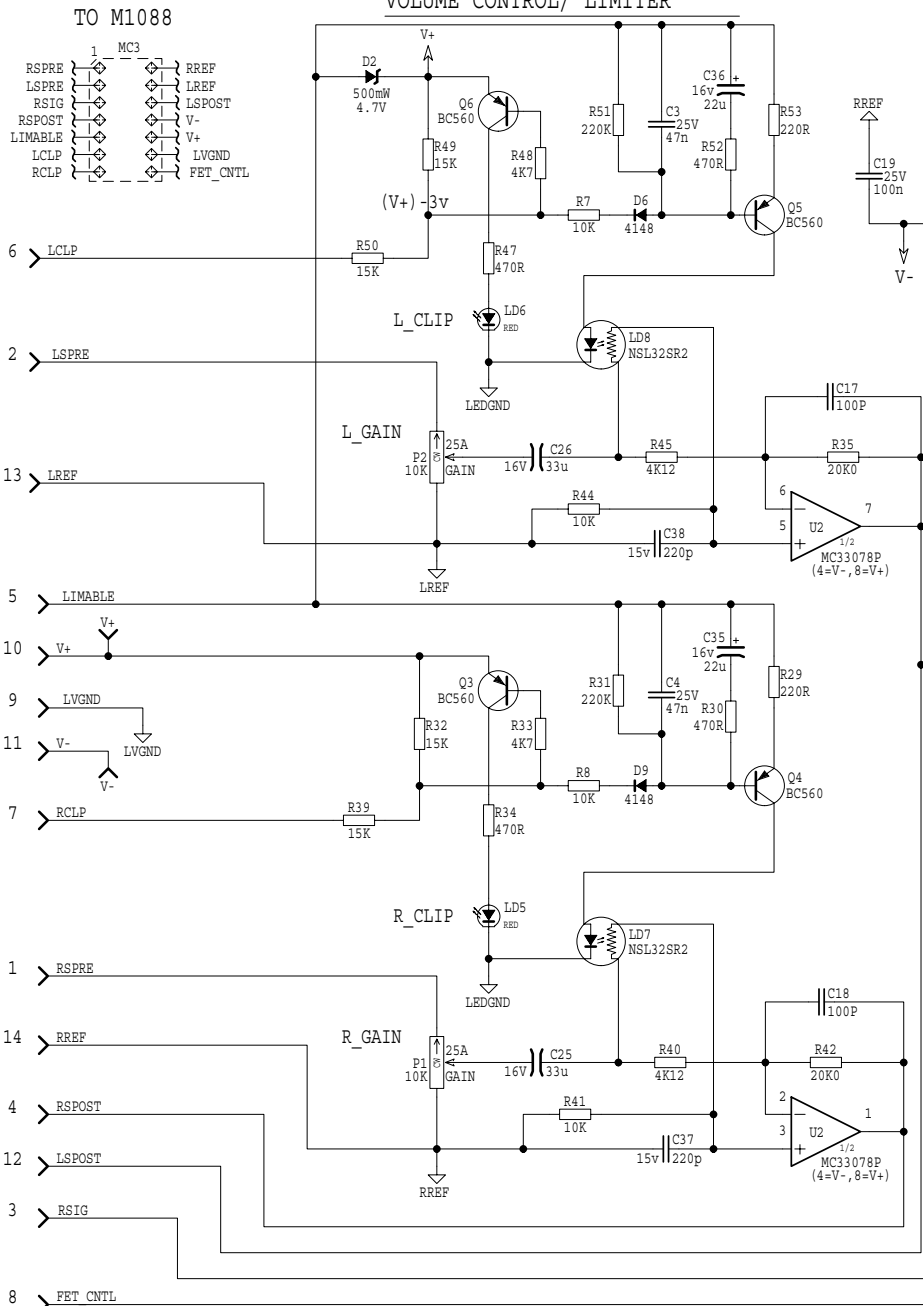 VOLUME CONTROL/ LIMITER
TO M1088
1 MC3
RSPRE RREF
LSPRE LREF
RSIG LSPOST
RSPOST V-
LIMABLE V+
LCLP LVGND
RCLP FET_CNTL
V+
D2
500mW
4.7V
Q6
BC560
R49
15K
R48
4K7
(V+)-3v
R51
220K
C3
25V
47n
C36
16v
+
22u
R52
470R
R53
220R
RREF
C19
25V
100n
V-
R7
10K
D6
4148
Q5
BC560
6 LCLP
R50
15K
R47
470R
L_CLIP
LD6
RED
LD8
NSL32SR2
2 LSPRE
LEDGND
L_GAIN
P2
10K
CW
25A
GAIN
16V
C26
33u
R45
4K12
C17
100P
R35
20K0
13 LREF
R44
10K
15v
C38
220p
6
5
7
U2
1/2
MC33078P
(4=V-,8=V+)
LREF
5 LIMABLE
10 V+
V+
9 LVGND
LVGND
11 V-
V-
7 RCLP
R39
15K
R32
15K
Q3
BC560
R33
4K7
R34
470R
R31
220K
C4
25V
47n
C35
16v
+
22u
R30
470R
R29
220R
R8
10K
D9
4148
Q4
BC560
R_CLIP
LD5
RED
LD7
NSL32SR2
1 RSPRE
LEDGND
14 RREF
R_GAIN
P1
10K
CW
25A
GAIN
16V
C25
33u
R40
4K12
C18
100P
R42
20K0
4 RSPOST
R41
10K
15v
C37
220p
2
3
1
U2
1/2
MC33078P
(4=V-,8=V+)
12 LSPOST
RREF
3 RSIG
8 FET_CNTL